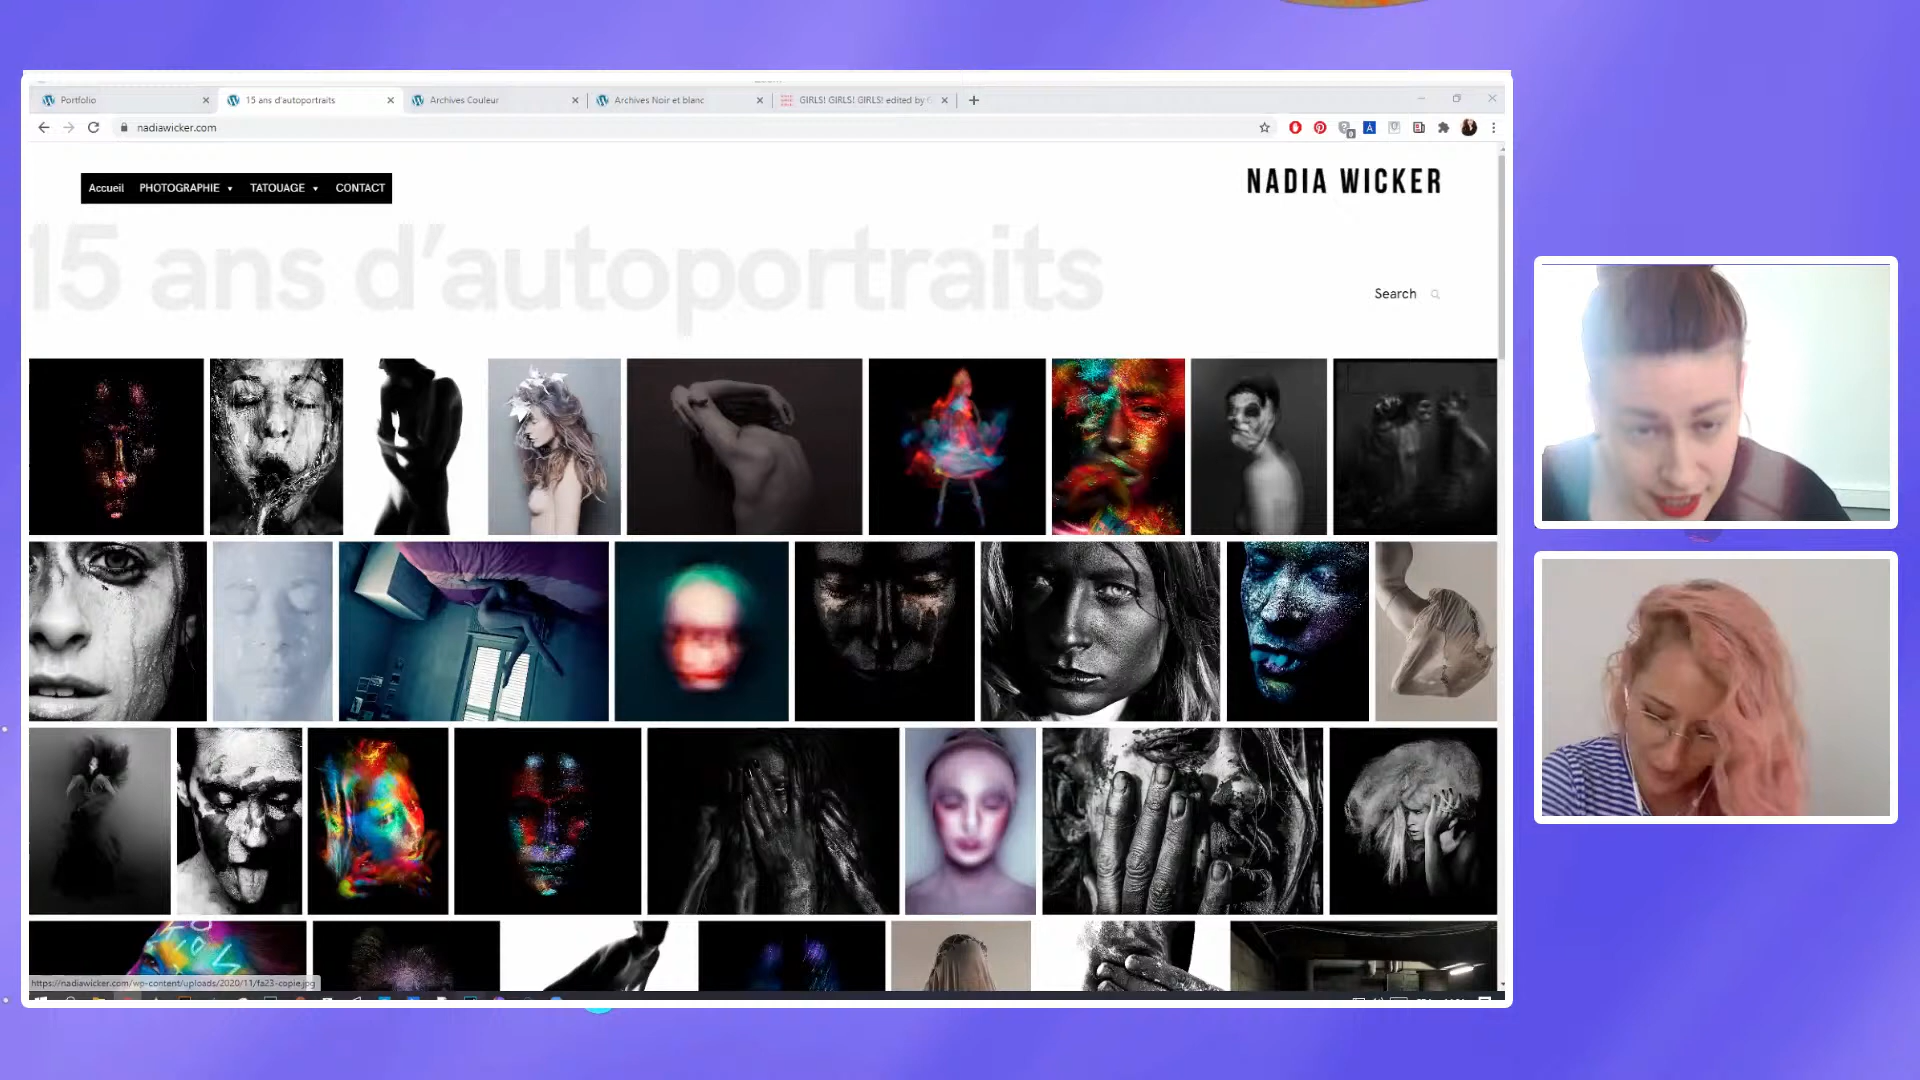 Portfolio
15 ans d'autoportraits
Archives Couleur
Archives Noir et blanc
GIRLS! GIRLS! GIRLS! edited by
nadiawicker.com
Accueil PHOTOGRAPHIE TATOUAGE CONTACT
NADIA WICKER
15 ans d'autoportraits
Search
https://nadiawicker.com/wp-content/uploads/2020/11/fa23-copie.jpg